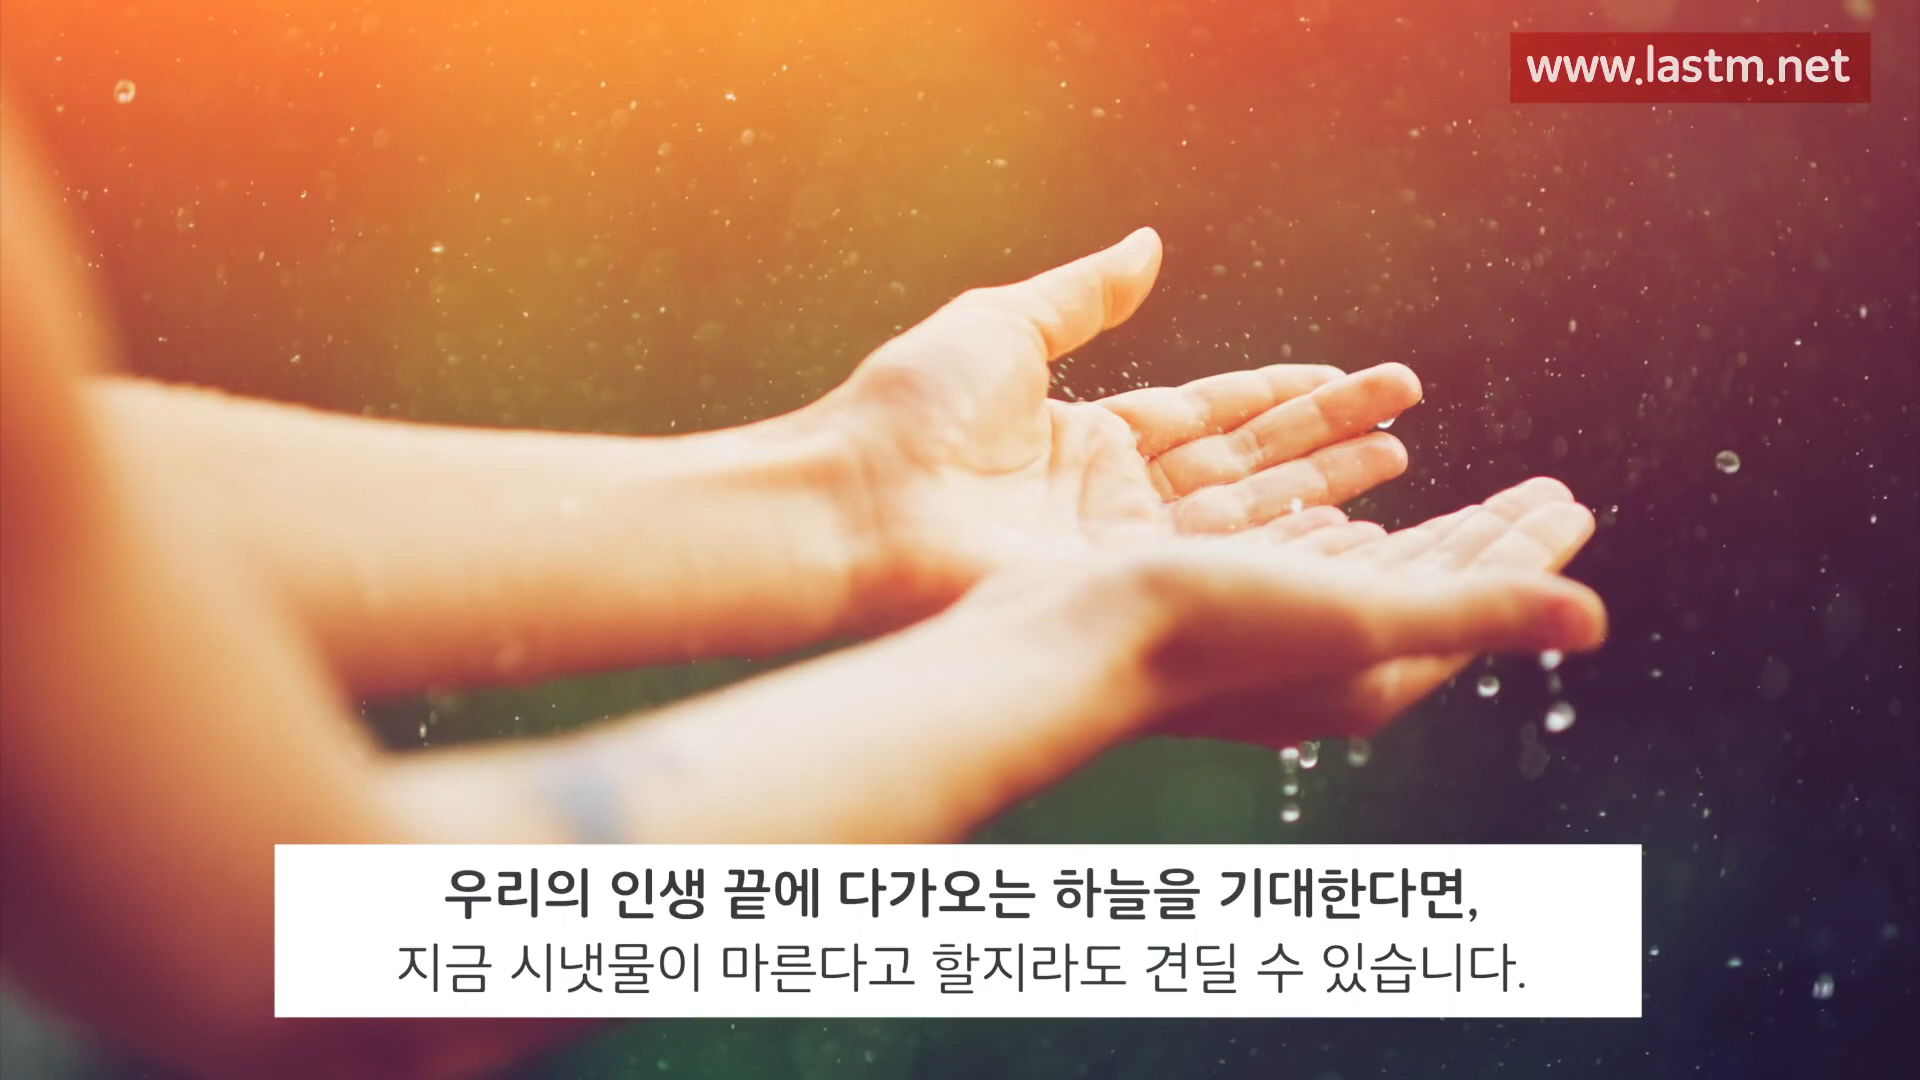 www.lastm.net
우리의 인생 끝에 다가오는 하늘을 기대한다면,
지금 시냇물이 마른다고 할지라도 견딜 수 있습니다.